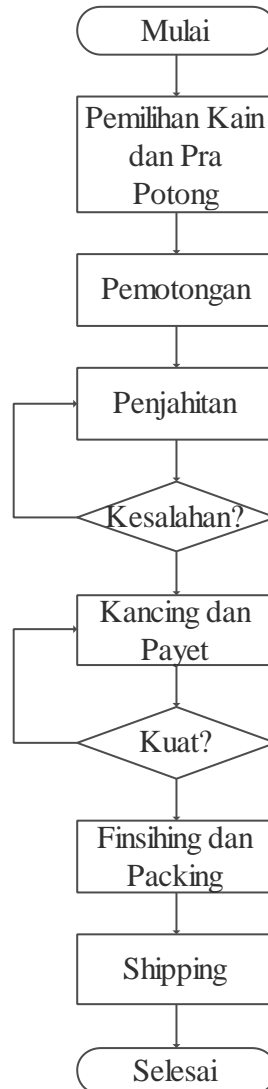 Mulai
Pemilihan Kain
dan Pra
Potong
Pemotongan
Penjahitan
Kesalahan?
Kancing dan
Payet
Kuat?
Finsihing dan
Packing
Shipping
Selesai